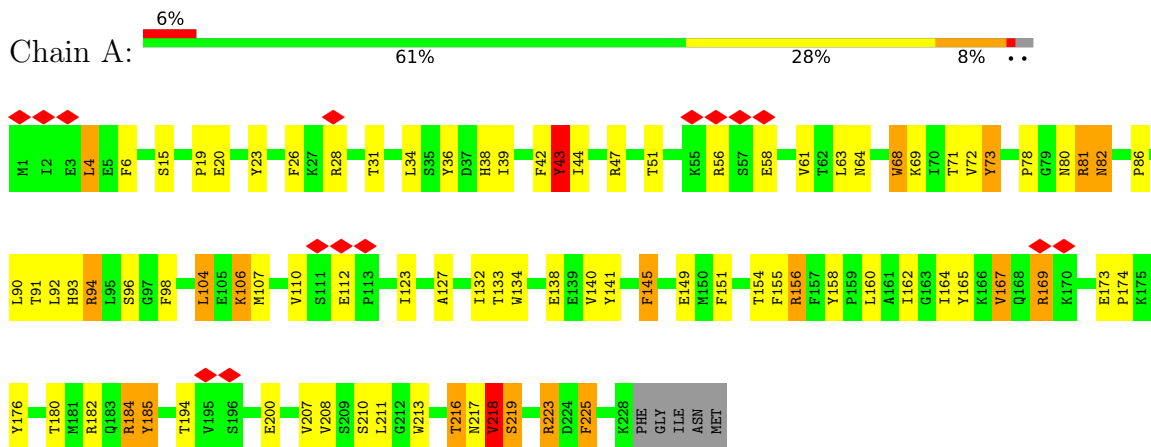 6%
Chain A:
61% 28% 8% • •
M1 I2 E3 L4 E5 F6 S15 P19 E20 Y23 F26 K27 R28 T31 L34 S35 Y36 D37 H38 I39 F42 Y43 I44 R47 T51 K55 R56 S57 E58 V61 T62 L63 N64 W68 K69 I70 T71 V72 Y73 P78 G79 N80 R81 N82 P86
L90 T91 L92 H93 R94 L95 S96 G97 F98 L104 E105 K106 M107 V110 S111 E112 P113 I123 A127 I132 T133 W134 E138 E139 V140 Y141 F145 E149 M150 F151 T154 F155 R156 F157 Y158 P159 L160 A161 I162 G163 I164 Y165 K166 V167 Q168 R169 K170 E173 P174 K175
Y176 T180 M181 R182 Q183 R184 Y185 T194 V195 S196 E200 V207 V208 S209 S210 L211 G212 W213 T216 N217 V218 S219 R223 D224 F225 K228 PHE GLY ILE ASN MET